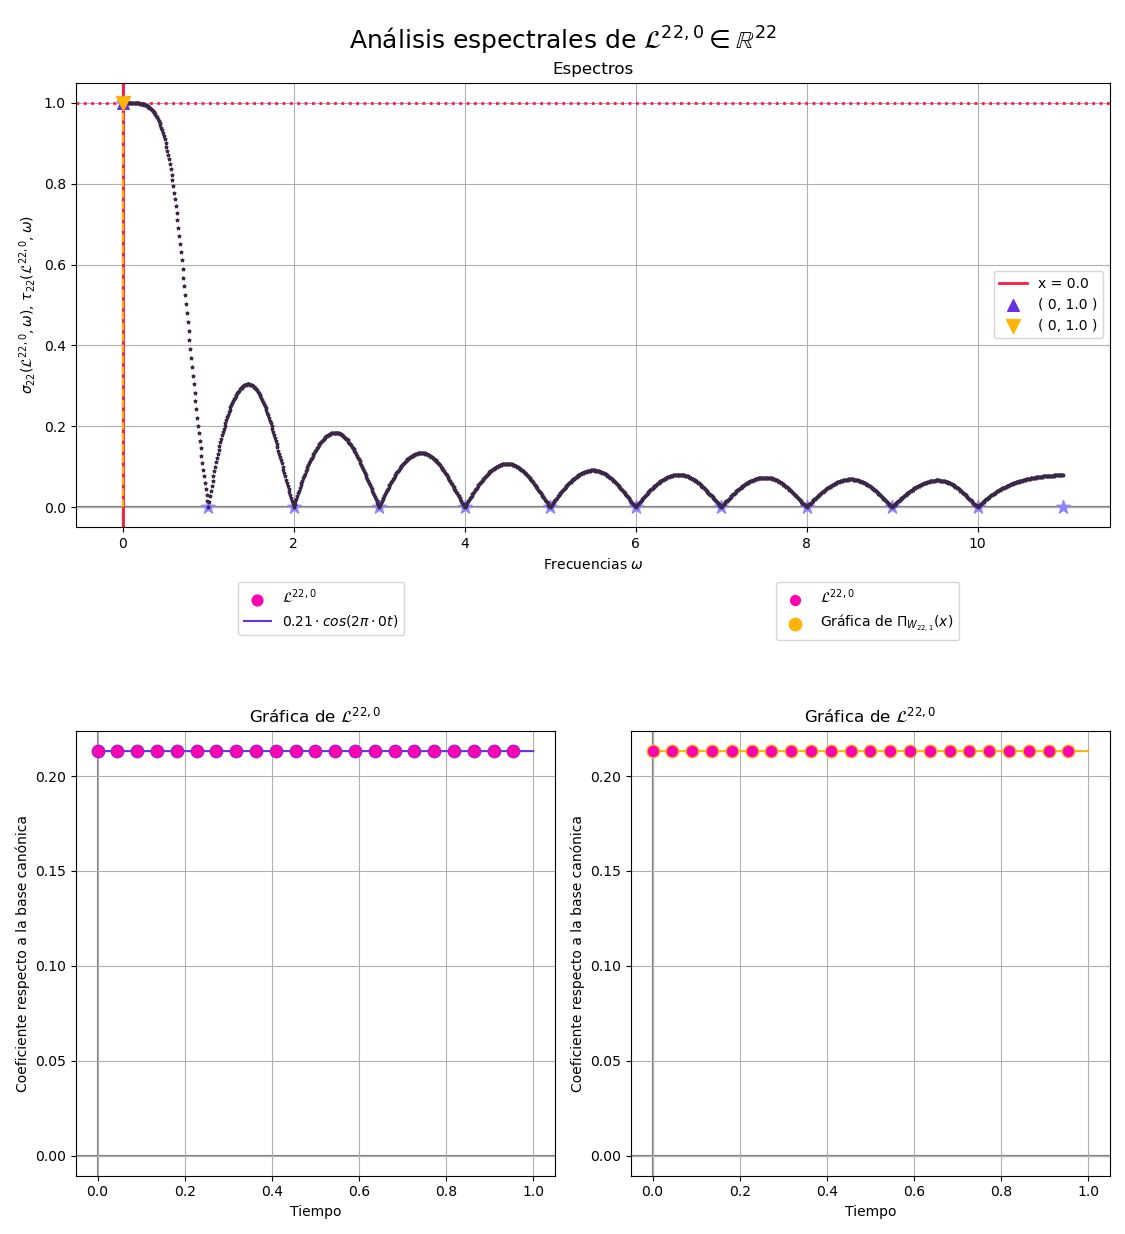 Análisis espectrales de 𝓛^{22,0} ∈ ℝ^{22}
Espectros
1.0
0.8
0.6
0.4
0.2
0.0
σ_{22}(𝓛^{22,0}, ω), τ_{22}(𝓛^{22,0}, ω)
x = 0.0
( 0, 1.0 )
( 0, 1.0 )
0 2 4 6 8 10
Frecuencias ω
𝓛^{22,0}
0.21 · cos(2π · 0t)
𝓛^{22,0}
Gráfica de Π_{W_{22,1}}(x)
Gráfica de 𝓛^{22,0}
0.20
0.15
0.10
0.05
0.00
Coeficiente respecto a la base canónica
0.0 0.2 0.4 0.6 0.8 1.0
Tiempo
Gráfica de 𝓛^{22,0}
0.20
0.15
0.10
0.05
0.00
Coeficiente respecto a la base canónica
0.0 0.2 0.4 0.6 0.8 1.0
Tiempo